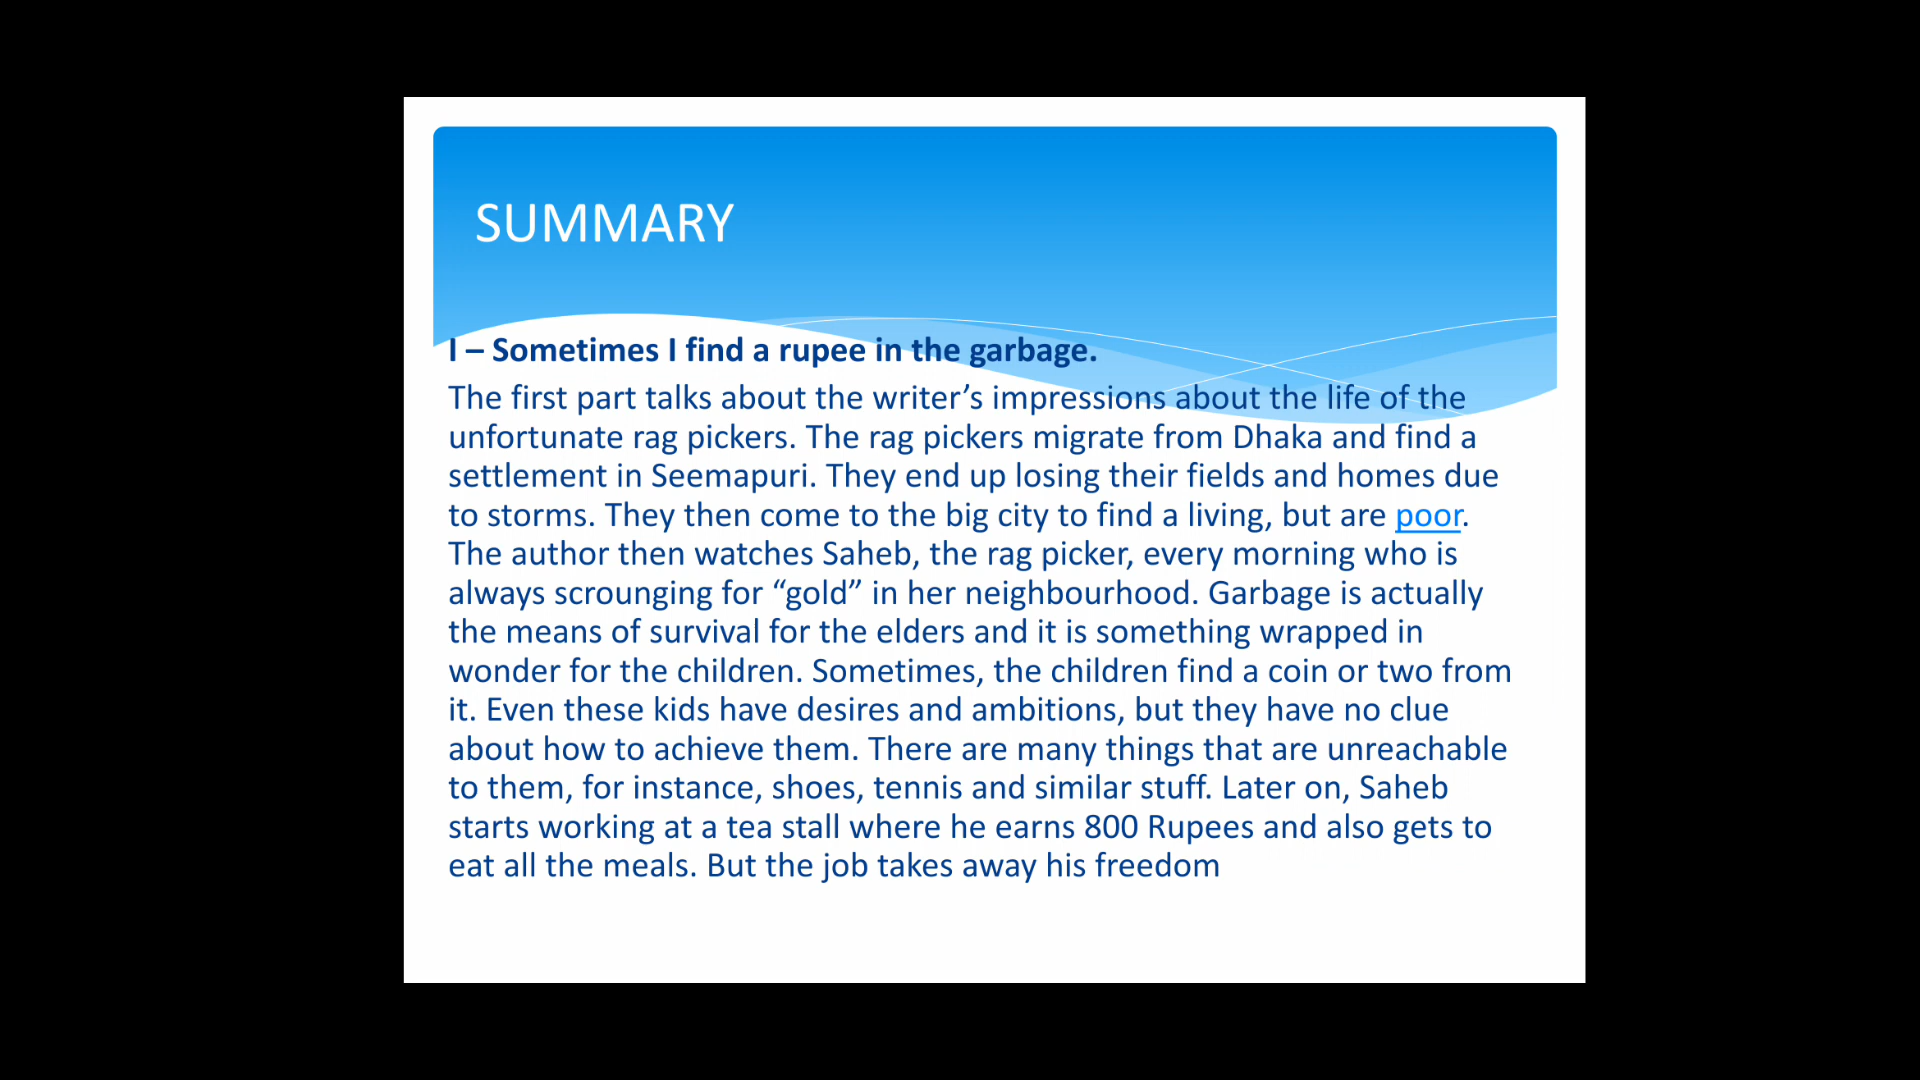 SUMMARY
I – Sometimes I find a rupee in the garbage.
The first part talks about the writer’s impressions about the life of the
unfortunate rag pickers. The rag pickers migrate from Dhaka and find a
settlement in Seemapuri. They end up losing their fields and homes due
to storms. They then come to the big city to find a living, but are poor.
The author then watches Saheb, the rag picker, every morning who is
always scrounging for “gold” in her neighbourhood. Garbage is actually
the means of survival for the elders and it is something wrapped in
wonder for the children. Sometimes, the children find a coin or two from
it. Even these kids have desires and ambitions, but they have no clue
about how to achieve them. There are many things that are unreachable
to them, for instance, shoes, tennis and similar stuff. Later on, Saheb
starts working at a tea stall where he earns 800 Rupees and also gets to
eat all the meals. But the job takes away his freedom